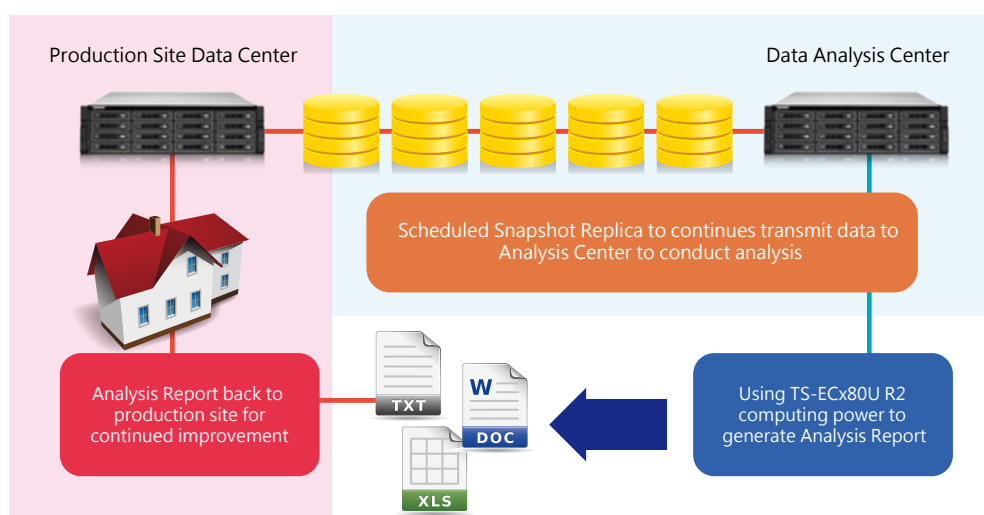 Production Site Data Center
Data Analysis Center
Scheduled Snapshot Replica to continues transmit data to
Analysis Center to conduct analysis
Analysis Report back to
production site for
continued improvement
TXT
W
DOC
XLS
Using TS-ECx80U R2
computing power to
generate Analysis Report